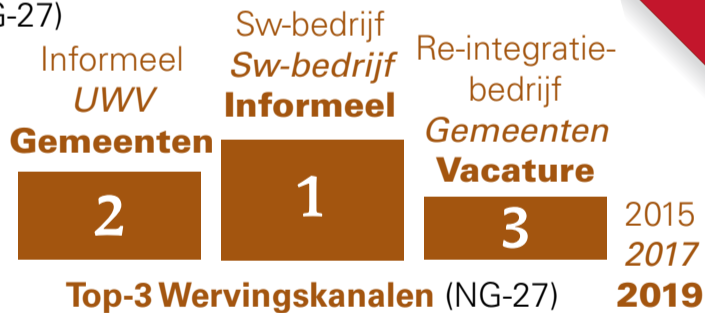 G-27)
Informeel
UWV
Gemeenten
2
Sw-bedrijf
Sw-bedrijf
Informeel
1
Re-integratie-
bedrijf
Gemeenten
Vacature
3
2015
2017
2019
Top-3 Wervingskanalen (NG-27)